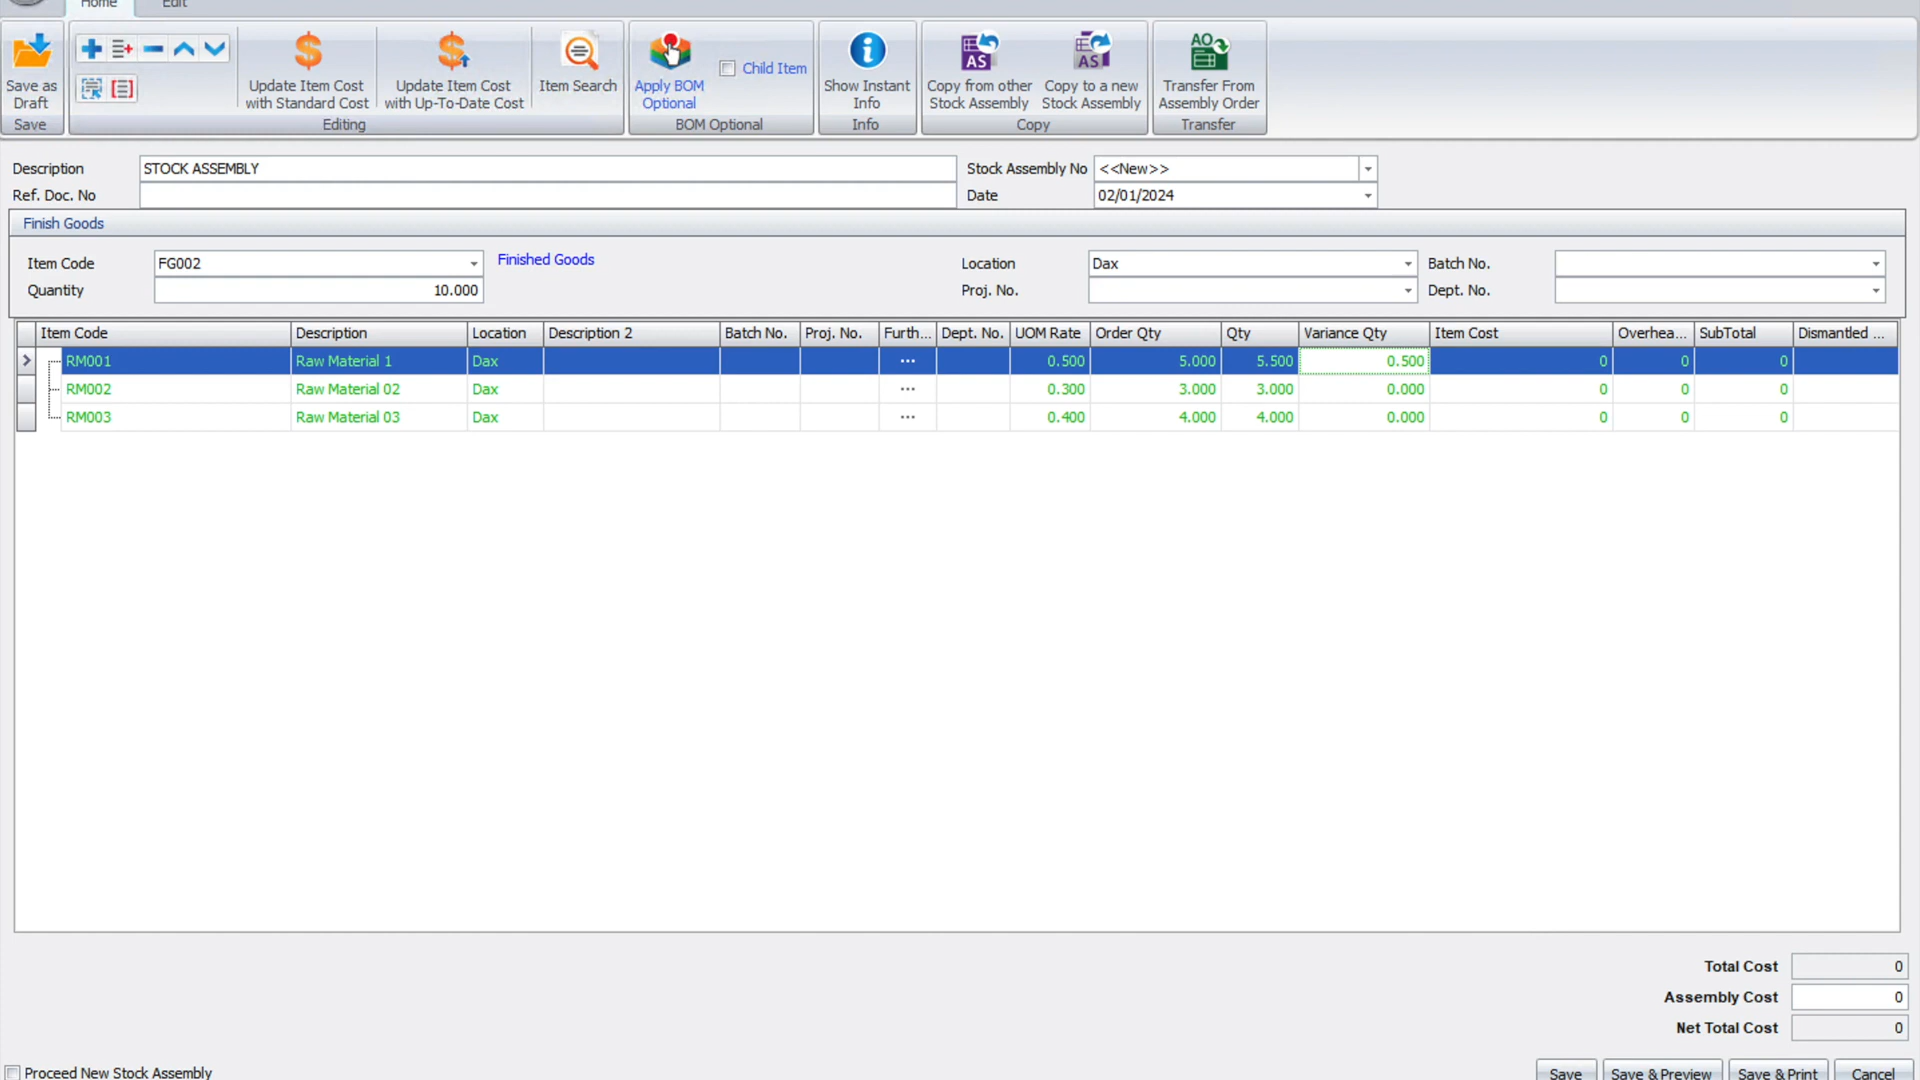 Home Edit
Save as Draft
Update Item Cost with Standard Cost
Update Item Cost with Up-To-Date Cost
Item Search
Apply BOM Optional
Child Item
Show Instant Info
AS
Copy from other Stock Assembly
AS
Copy to a new Stock Assembly
AO
Transfer From Assembly Order
Save Editing BOM Optional Info Copy Transfer
Description STOCK ASSEMBLY Stock Assembly No <<New>>
Ref. Doc. No Date 02/01/2024
Finish Goods
Item Code FG002 Finished Goods Location Dax Batch No.
Quantity 10.000 Proj. No. Dept. No.
Item Code Description Location Description 2 Batch No. Proj. No. Furth... Dept. No. UOM Rate Order Qty Qty Variance Qty Item Cost Overhea... SubTotal Dismantled ...
RM001 Raw Material 1 Dax ... 0.500 5.000 5.500 0.500 0 0 0
RM002 Raw Material 02 Dax ... 0.300 3.000 3.000 0.000 0 0 0
RM003 Raw Material 03 Dax ... 0.400 4.000 4.000 0.000 0 0 0
Total Cost 0
Assembly Cost 0
Net Total Cost 0
Proceed New Stock Assembly Save Save & Preview Save & Print Cancel